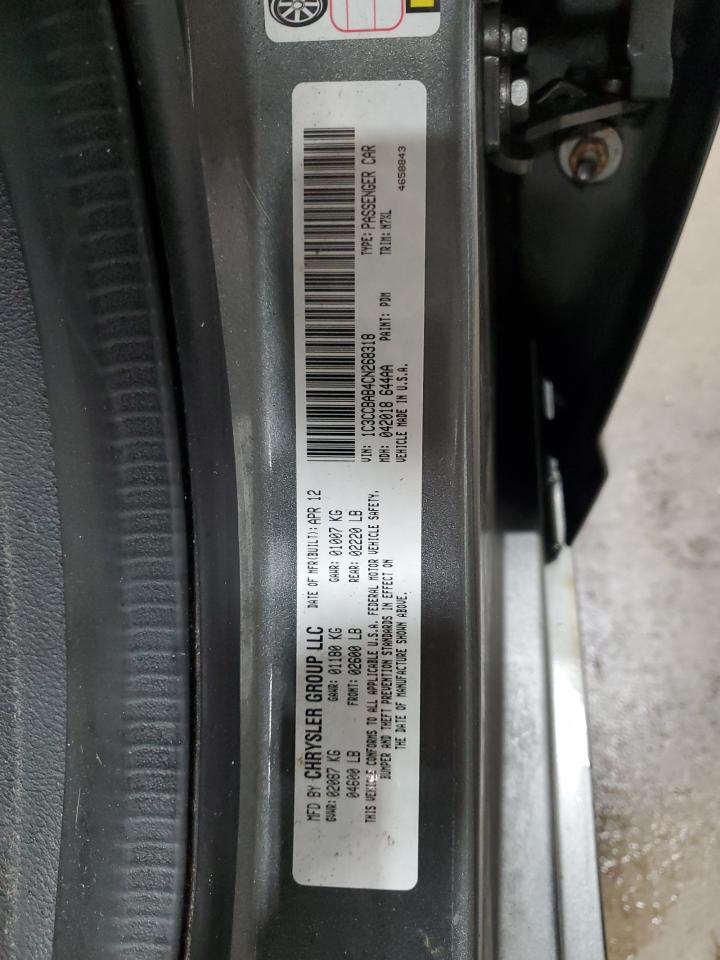 MFD BY CHRYSLER GROUP LLC DATE OF MFR(BUILT): APR 12
GVWR: 02087 KG GAWR: 01180 KG GAWR: 01007 KG
04600 LB FRONT: 02600 LB REAR: 02220 LB
THIS VEHICLE CONFORMS TO ALL APPLICABLE U.S.A. FEDERAL MOTOR VEHICLE SAFETY,
BUMPER AND THEFT PREVENTION STANDARDS IN EFFECT ON
THE DATE OF MANUFACTURE SHOWN ABOVE.
VIN: 1C3CCBAB4CN268318 TYPE: PASSENGER CAR
MDH: 042018 644AA PAINT: PDM TRIM: M7XL
VEHICLE MADE IN U.S.A. 4658843